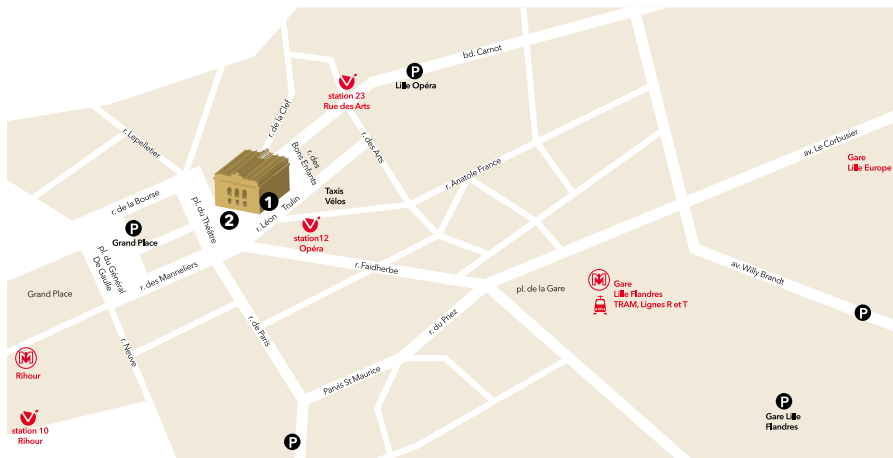 bd. Carnot
P
Lille Opéra
station 23
Rue des Arts
r. de la Clef
r. Lepelletier
r. des
Bons Enfants
r. des Arts
av. Le Corbusier
Gare
Lille Europe
r. Anatole France
Taxis
Vélos
1
2
r. de la Bourse
pl. du Théâtre
r. Léon Trulin
P
Grand Place
station12
Opéra
pl. du Général
De Gaulle
r. des Manneliers
r. Faidherbe
av. Willy Brandt
Grand Place
pl. de la Gare
M
Gare
Lille Flandres
TRAM, Lignes R et T
P
r. du Priez
r. de Paris
r. Neuve
M
Rihour
Parvis St Maurice
P
Gare Lille
Flandres
station 10
Rihour
P